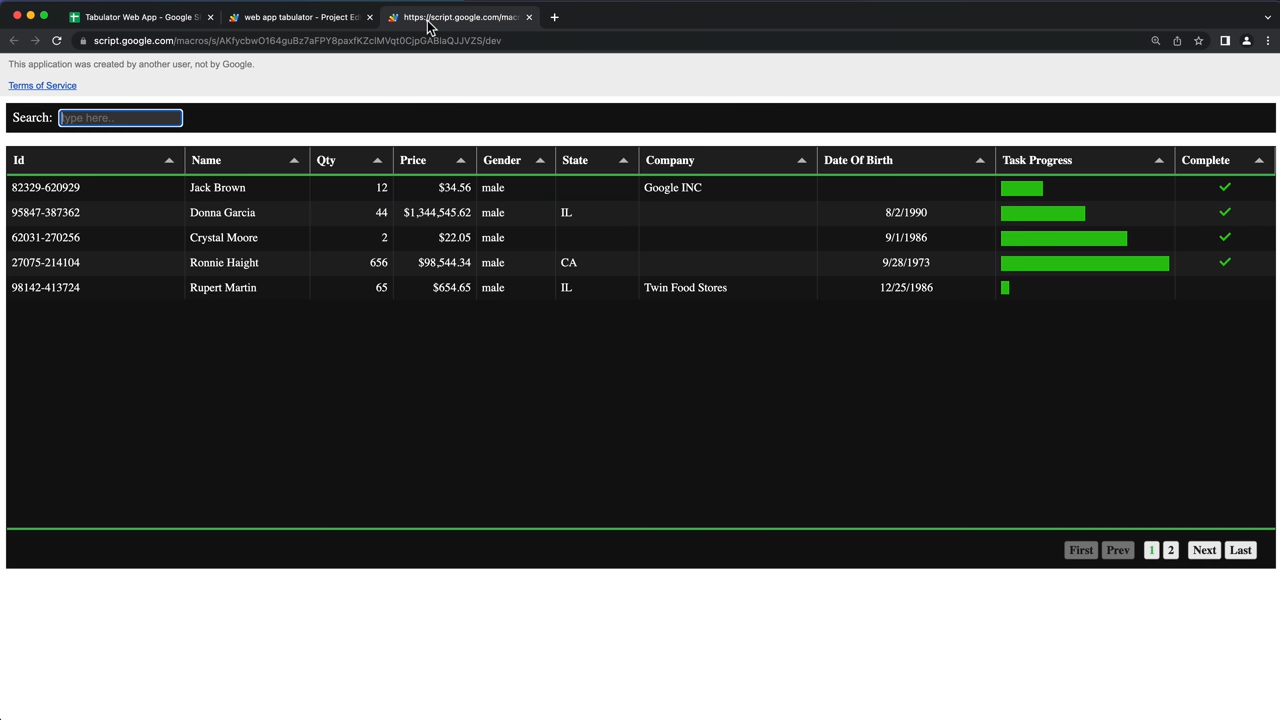 Tabulator Web App - Google S
web app tabulator - Project Ed
https://script.google.com/mac
script.google.com/macros/s/AKfycbwO164guBz7aFPY8paxfKZclMVqt0CjpGABlaQJJVZS/dev
This application was created by another user, not by Google.
Terms of Service
Search: type here..
Id Name Qty Price Gender State Company Date Of Birth Task Progress Complete
82329-620929 Jack Brown 12 $34.56 male Google INC
95847-387362 Donna Garcia 44 $1,344,545.62 male IL 8/2/1990
62031-270256 Crystal Moore 2 $22.05 male 9/1/1986
27075-214104 Ronnie Haight 656 $98,544.34 male CA 9/28/1973
98142-413724 Rupert Martin 65 $654.65 male IL Twin Food Stores 12/25/1986
First Prev 1 2 Next Last